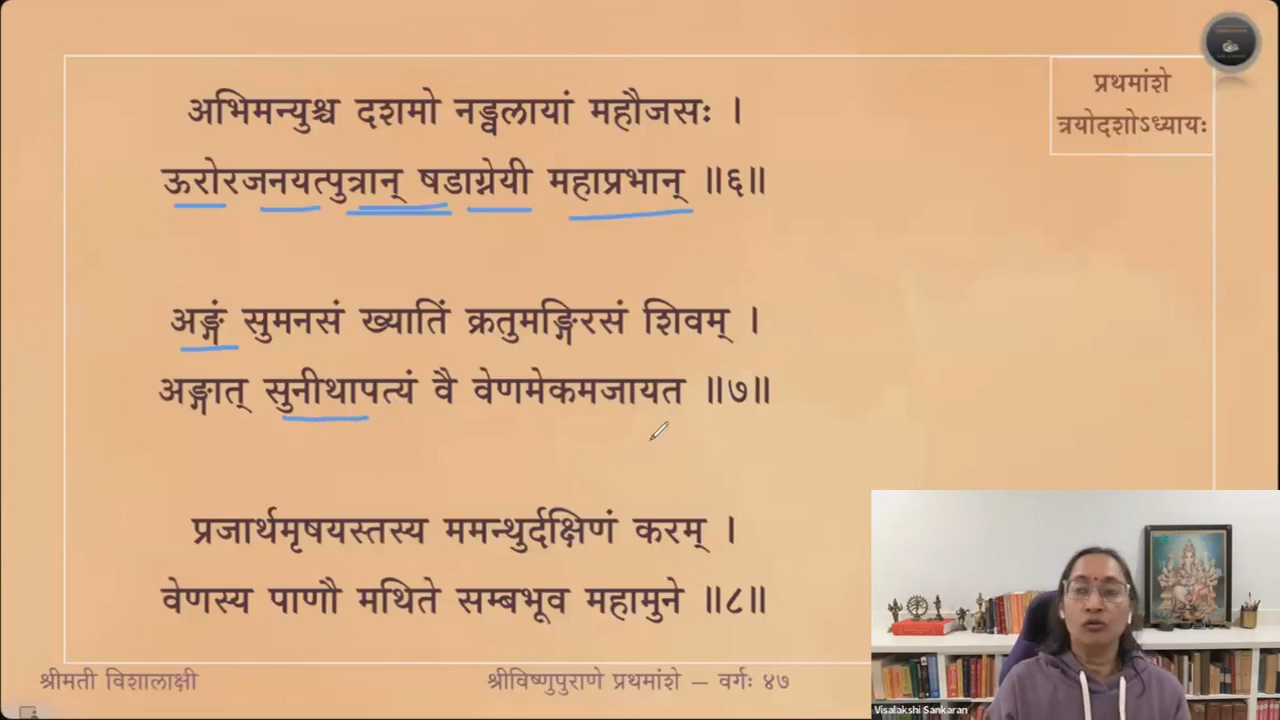 प्रथमांशे
त्रयोदशोऽध्यायः
अभिमन्युश्च दशमो नड्वलायां महौजसः ।
ऊरोरजनयत्पुत्रान् षडाग्नेयी महाप्रभान् ॥६॥
अङ्गं सुमनसं ख्यातिं क्रतुमङ्गिरसं शिवम् ।
अङ्गात् सुनीथापत्यं वै वेणमेकमजायत ॥७॥
प्रजार्थमृषयस्तस्य ममन्थुर्दक्षिणं करम् ।
वेणस्य पाणौ मथिते सम्बभूव महामुने ॥८॥
श्रीमती विशालाक्षी
श्रीविष्णुपुराणे प्रथमांशे – वर्गः ४७
Visalakshi Sankaran